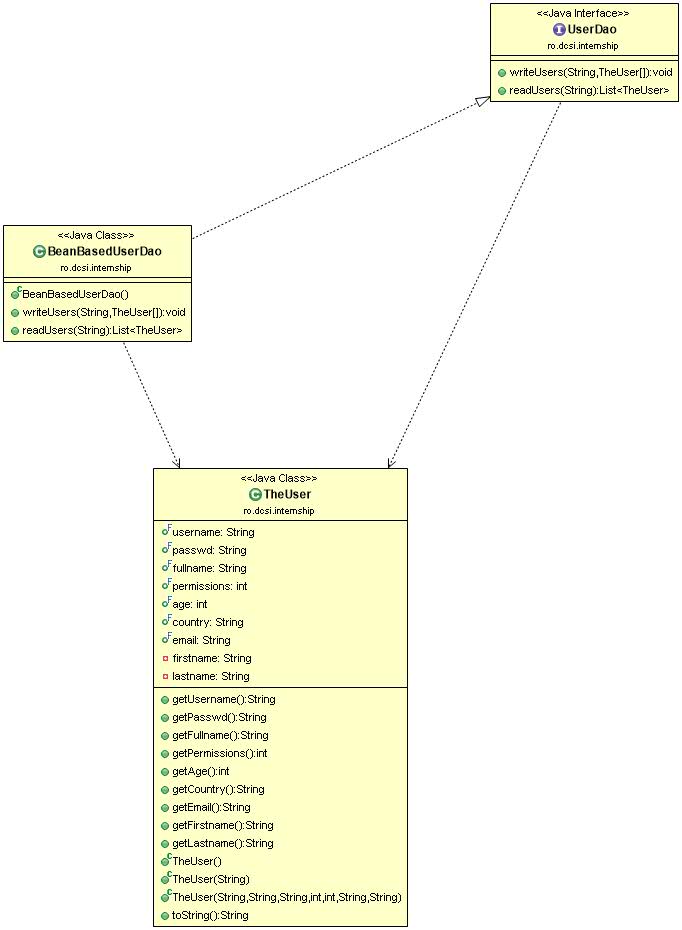 <<Java Interface>>
I UserDao
ro.dcsi.internship
writeUsers(String,TheUser[]):void
readUsers(String):List<TheUser>
<<Java Class>>
C BeanBasedUserDao
ro.dcsi.internship
C BeanBasedUserDao()
writeUsers(String,TheUser[]):void
readUsers(String):List<TheUser>
<<Java Class>>
C TheUser
ro.dcsi.internship
F username: String
F passwd: String
F fullname: String
F permissions: int
F age: int
F country: String
F email: String
firstname: String
lastname: String
getUsername():String
getPasswd():String
getFullname():String
getPermissions():int
getAge():int
getCountry():String
getEmail():String
getFirstname():String
getLastname():String
C TheUser()
C TheUser(String)
C TheUser(String,String,String,int,int,String,String)
toString():String